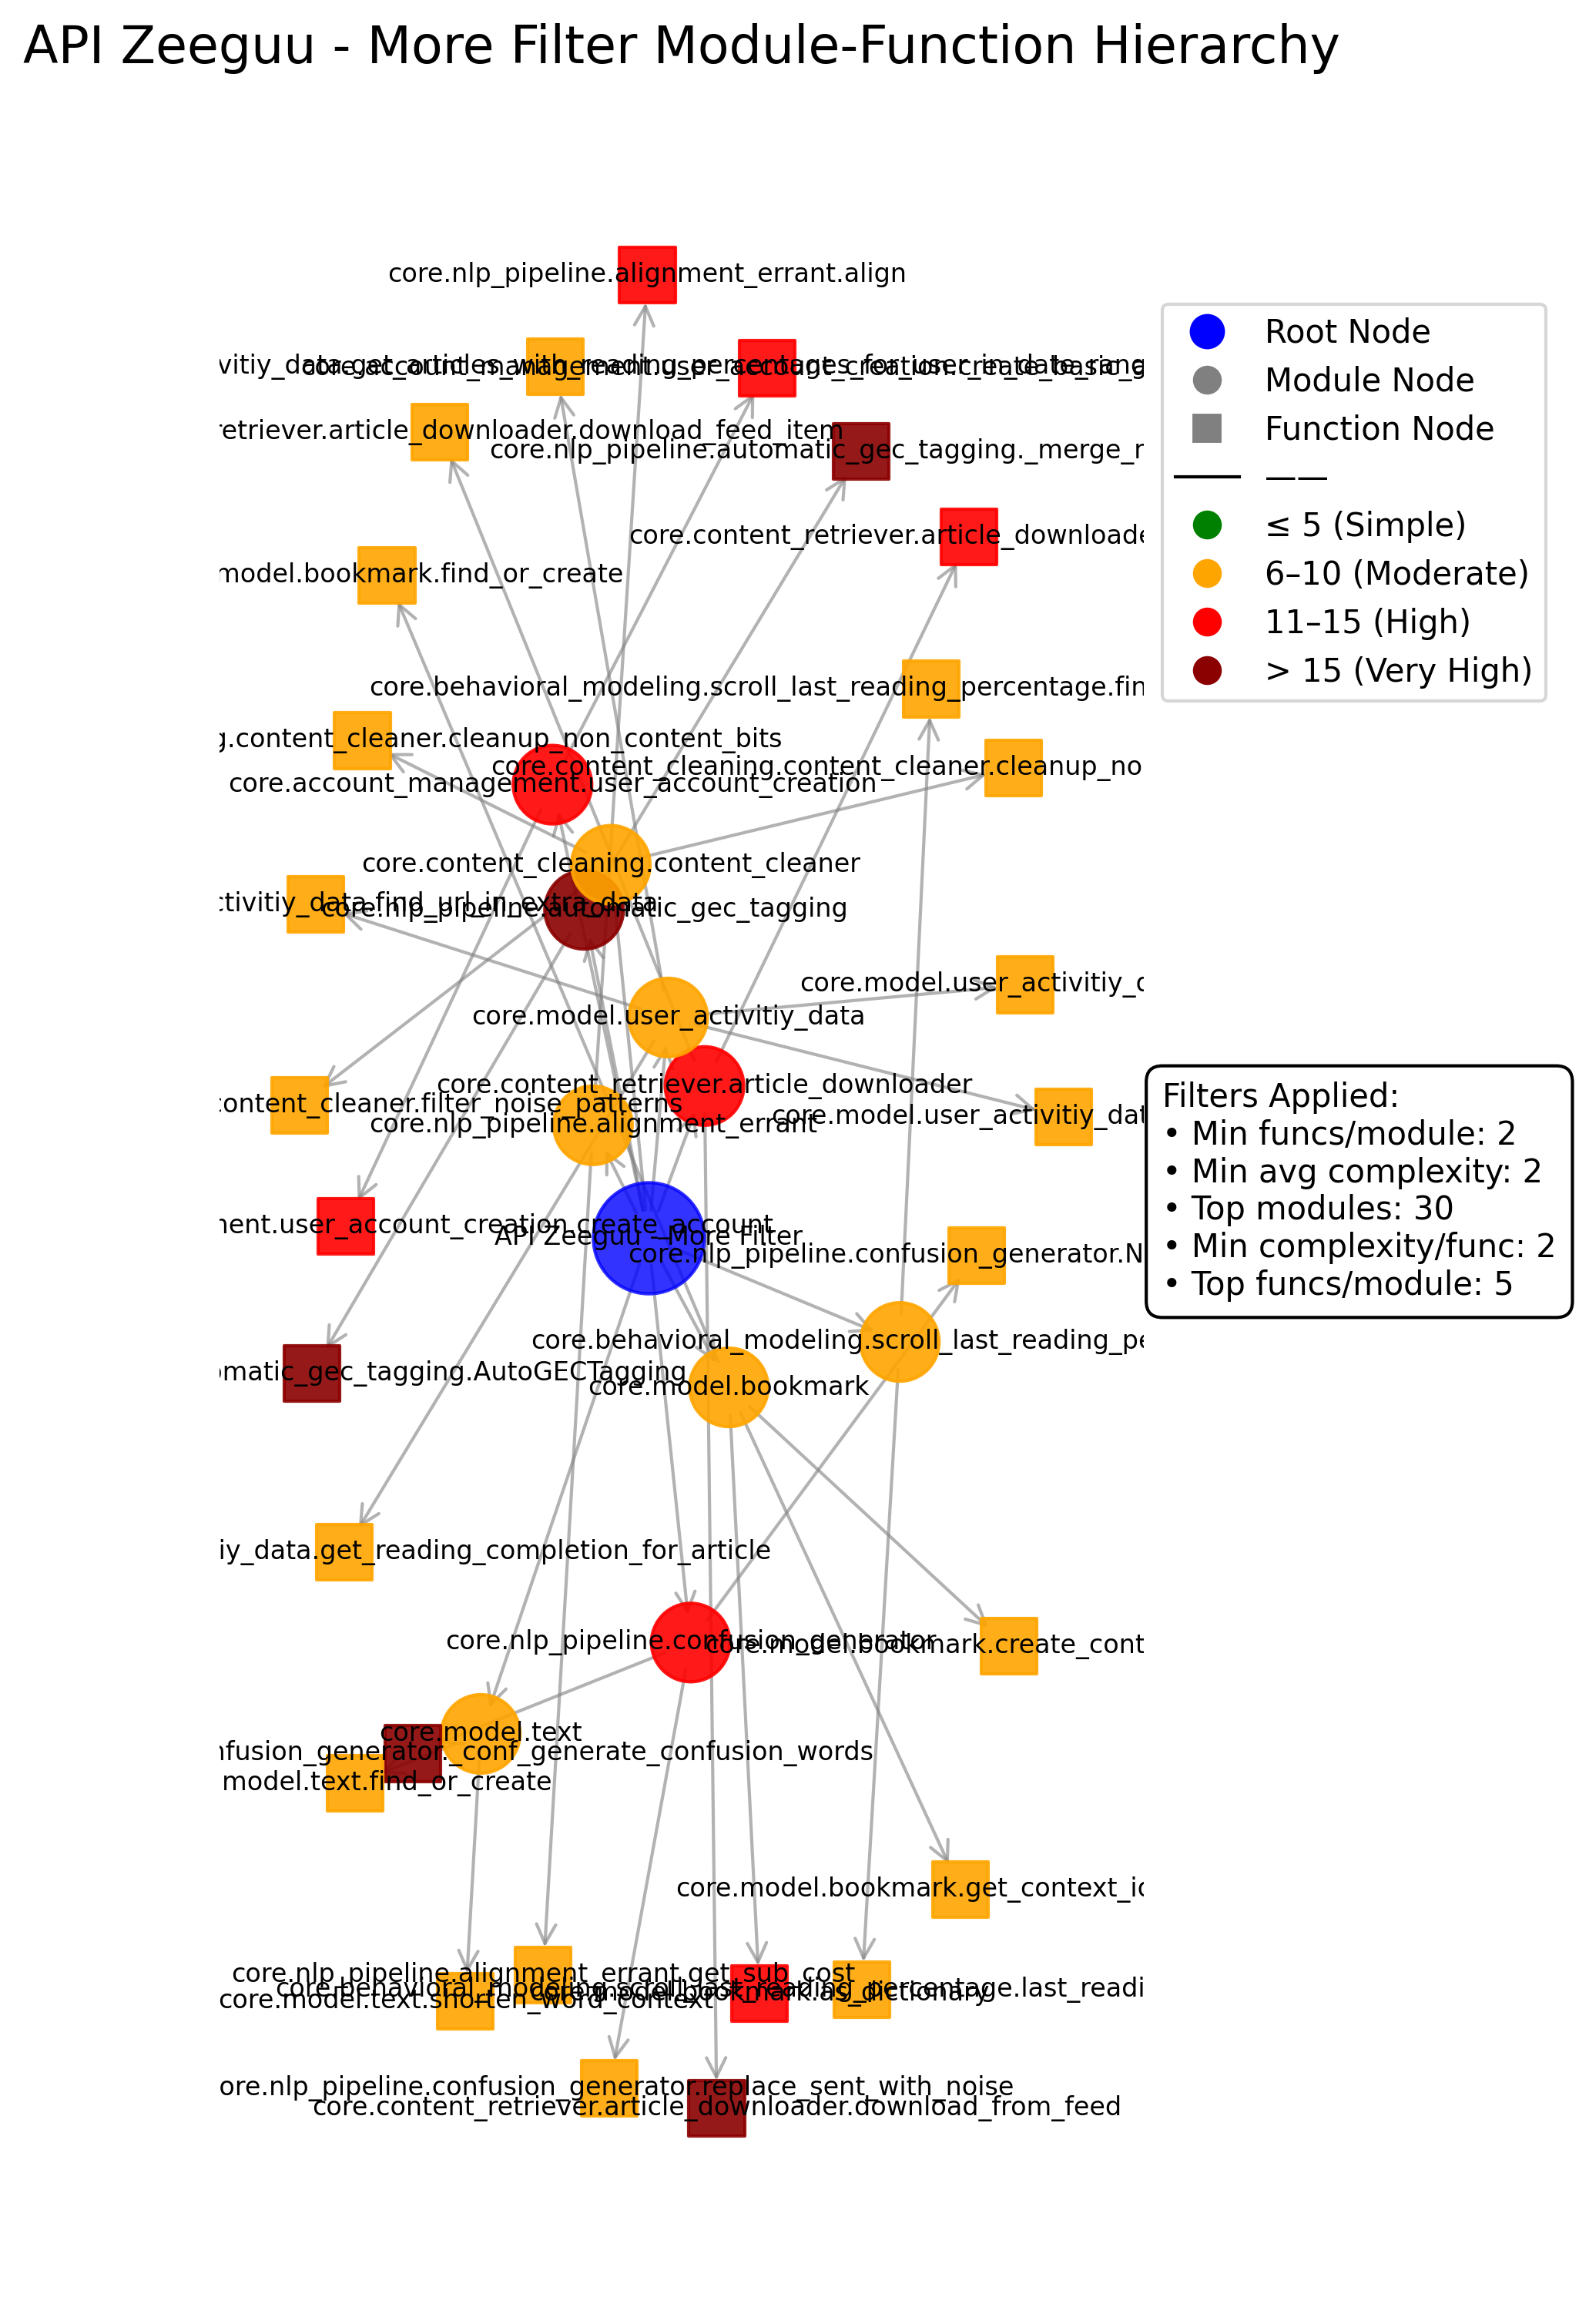 API Zeeguu - More Filter Module-Function Hierarchy
core.nlp_pipeline.alignment_errant.align
vitiy_data.get_articles_with_reading_percentages_for_user_in_date_rang
core.account_management.user_account_creation.create_basic_a
retriever.article_downloader.download_feed_item
core.nlp_pipeline.automatic_gec_tagging._merge_r
core.content_retriever.article_downloade
model.bookmark.find_or_create
core.behavioral_modeling.scroll_last_reading_percentage.fin
g.content_cleaner.cleanup_non_content_bits
core.content_cleaning.content_cleaner.cleanup_no
core.account_management.user_account_creation
core.content_cleaning.content_cleaner
ctivitiy_data.find_url_in_extra_data
core.nlp_pipeline.automatic_gec_tagging
core.model.user_activitiy_d
core.model.user_activitiy_data
core.content_retriever.article_downloader
content_cleaner.filter_noise_patterns
core.model.user_activitiy_dat
core.nlp_pipeline.alignment_errant
ment.user_account_creation.create_account
API Zeeguu - More Filter
core.nlp_pipeline.confusion_generator.N
core.behavioral_modeling.scroll_last_reading_pe
omatic_gec_tagging.AutoGECTagging
core.model.bookmark
iy_data.get_reading_completion_for_article
core.nlp_pipeline.confusion_generator
core.model.bookmark.create_cont
core.model.text
nfusion_generator._conf_generate_confusion_words
model.text.find_or_create
core.model.bookmark.get_context_id
core.nlp_pipeline.alignment_errant.get_sub_cost
core.behavioral_modeling.scroll_last_reading_percentage.last_readi
core.model.bookmark.as_dictionary
core.model.text.shorten_word_context
ore.nlp_pipeline.confusion_generator.replace_sent_with_noise
core.content_retriever.article_downloader.download_from_feed
Root Node
Module Node
Function Node
——
≤ 5 (Simple)
6–10 (Moderate)
11–15 (High)
> 15 (Very High)
Filters Applied:
• Min funcs/module: 2
• Min avg complexity: 2
• Top modules: 30
• Min complexity/func: 2
• Top funcs/module: 5